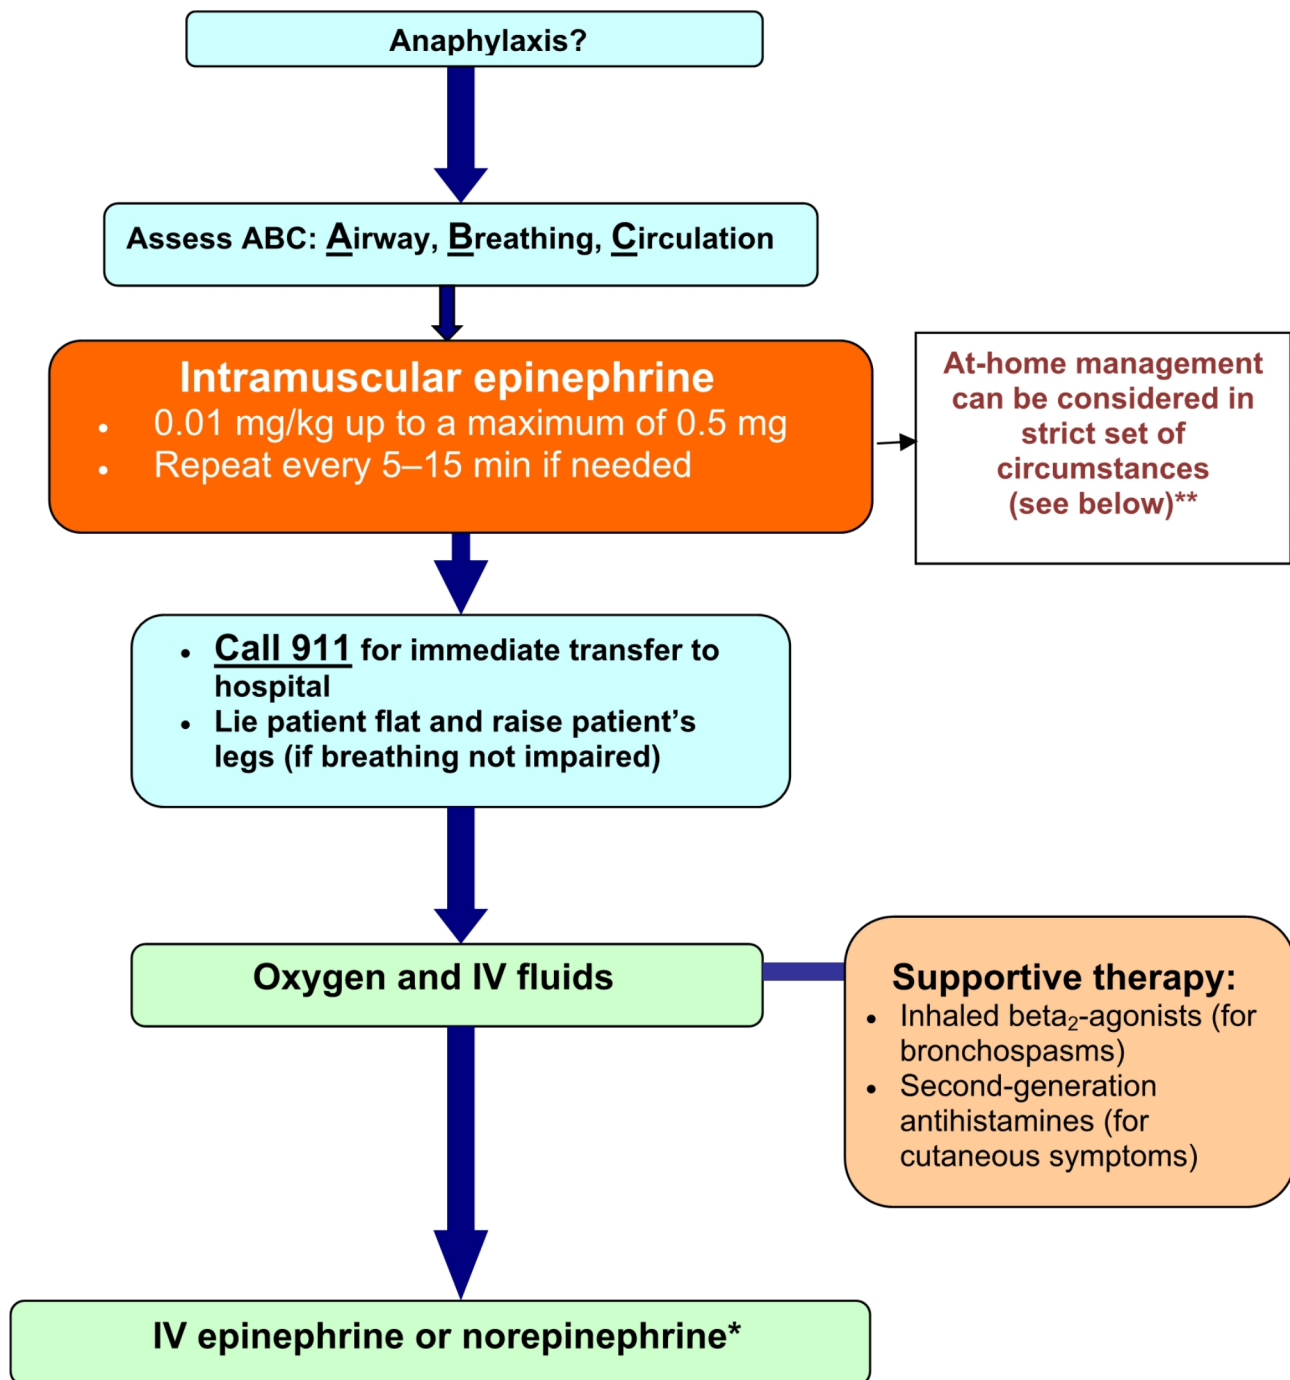 Anaphylaxis?
Assess ABC: Airway, Breathing, Circulation
Intramuscular epinephrine
• 0.01 mg/kg up to a maximum of 0.5 mg
• Repeat every 5–15 min if needed
At-home management
can be considered in
strict set of
circumstances
(see below)**
• Call 911 for immediate transfer to
hospital
• Lie patient flat and raise patient’s
legs (if breathing not impaired)
Oxygen and IV fluids
Supportive therapy:
• Inhaled beta₂-agonists (for
bronchospasms)
• Second-generation
antihistamines (for
cutaneous symptoms)
IV epinephrine or norepinephrine*